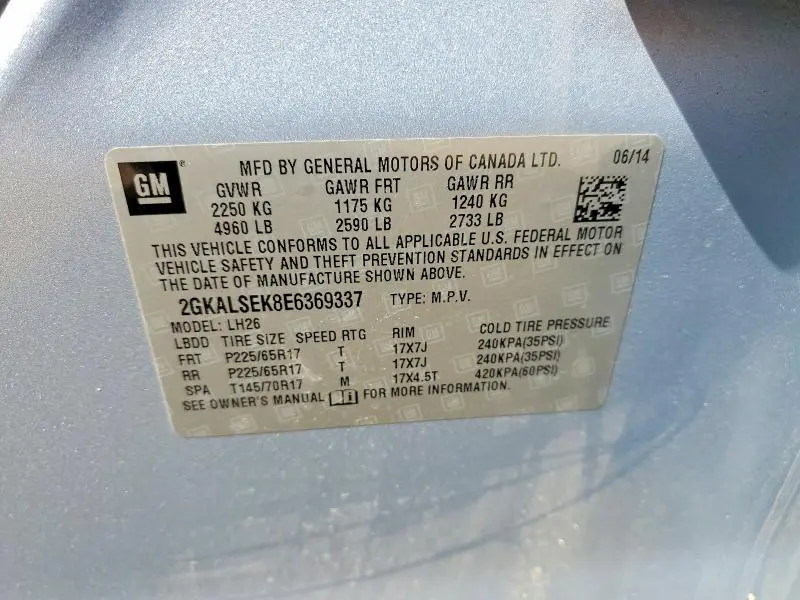 GM
MFD BY GENERAL MOTORS OF CANADA LTD. 06/14
GVWR GAWR FRT GAWR RR
2250 KG 1175 KG 1240 KG
4960 LB 2590 LB 2733 LB
THIS VEHICLE CONFORMS TO ALL APPLICABLE U.S. FEDERAL MOTOR
VEHICLE SAFETY AND THEFT PREVENTION STANDARDS IN EFFECT ON
THE DATE OF MANUFACTURE SHOWN ABOVE.
2GKALSEK8E6369337 TYPE: M.P.V.
MODEL: LH26
LBDD TIRE SIZE SPEED RTG RIM COLD TIRE PRESSURE
FRT P225/65R17 T 17X7J 240KPA(35PSI)
RR P225/65R17 T 17X7J 240KPA(35PSI)
SPA T145/70R17 M 17X4.5T 420KPA(60PSI)
SEE OWNER'S MANUAL FOR MORE INFORMATION.